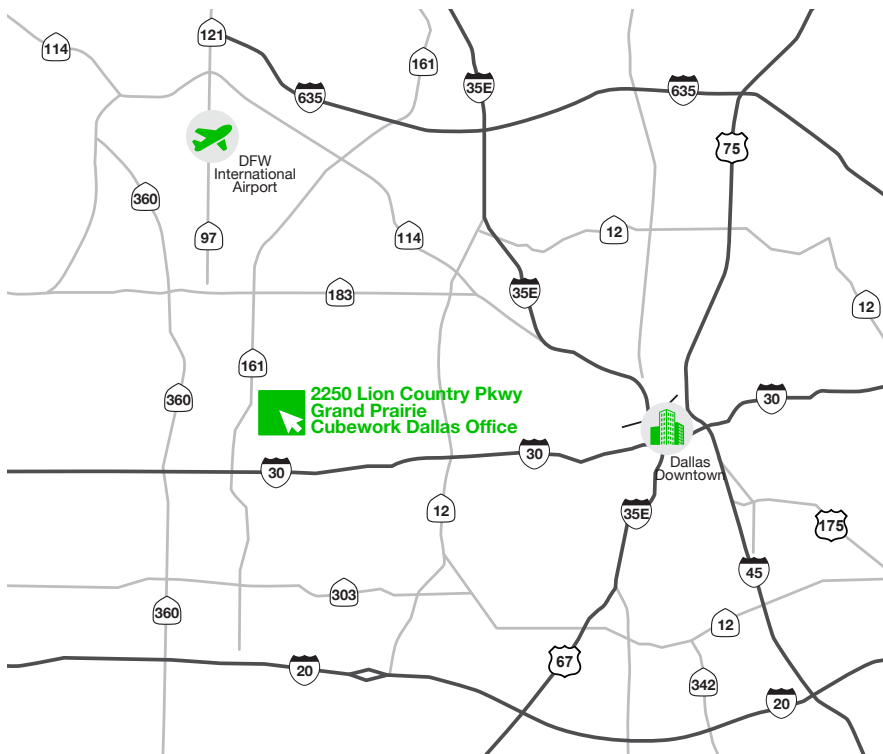 121
114
161
635
35E
635
75
DFW
International
Airport
360
97
114
12
183
35E
12
161
360
2250 Lion Country Pkwy
Grand Prairie
Cubework Dallas Office
30
30
30
Dallas
Downtown
12
35E
175
45
303
360
12
67
20
342
20